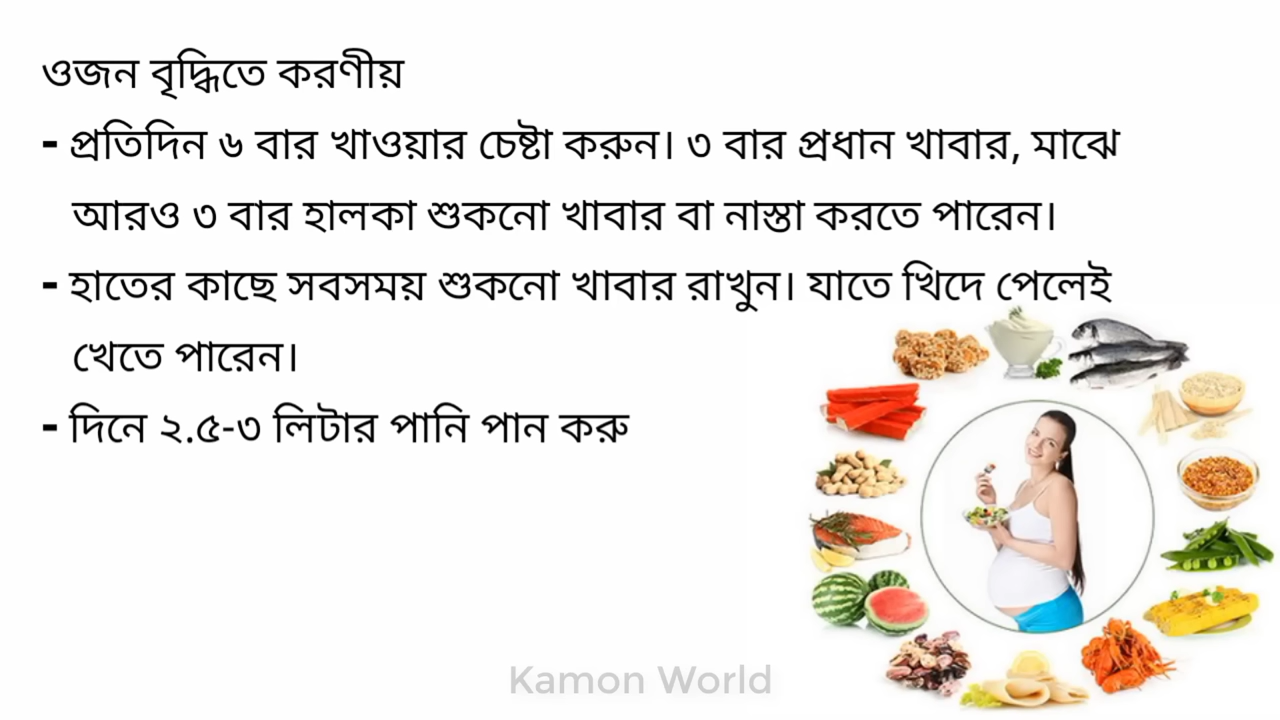 ওজন বৃদ্ধিতে করণীয়
- প্রতিদিন ৬ বার খাওয়ার চেষ্টা করুন। ৩ বার প্রধান খাবার, মাঝে
আরও ৩ বার হালকা শুকনো খাবার বা নাস্তা করতে পারেন।
- হাতের কাছে সবসময় শুকনো খাবার রাখুন। যাতে খিদে পেলেই
খেতে পারেন।
- দিনে ২.৫-৩ লিটার পানি পান করু
Kamon World